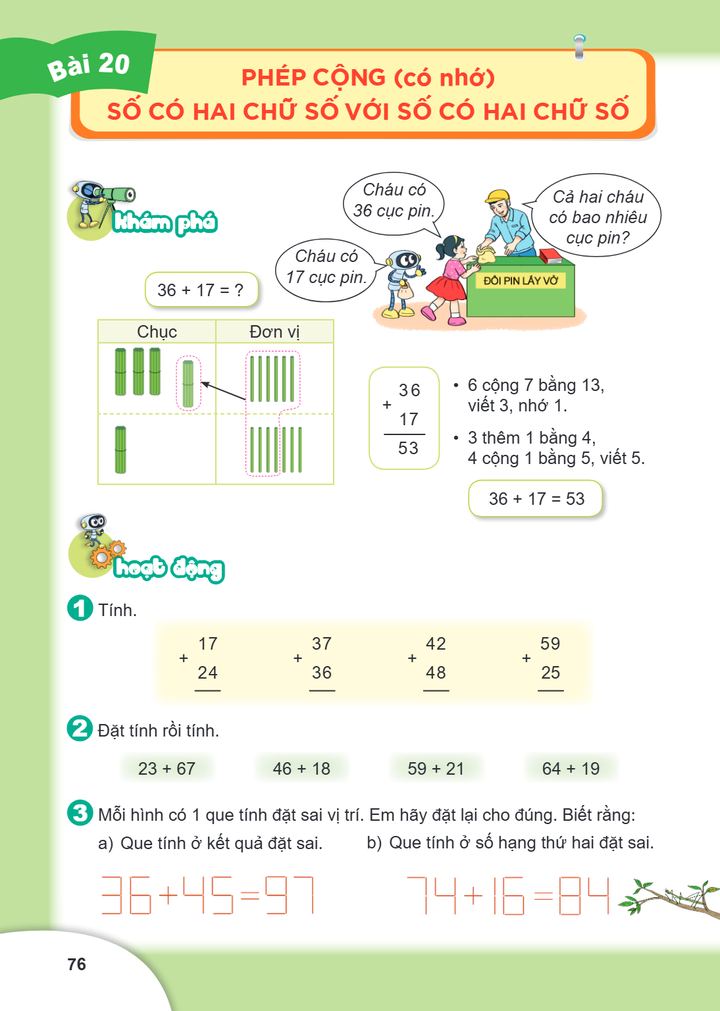 Bài 20
PHÉP CỘNG (có nhớ)
SỐ CÓ HAI CHỮ SỐ VỚI SỐ CÓ HAI CHỮ SỐ
khám phá
Cháu có
36 cục pin.
Cả hai cháu
có bao nhiêu
cục pin?
Cháu có
17 cục pin.
ĐỔI PIN LẤY VỞ
36 + 17 = ?
Chục Đơn vị
36
+
17
53
• 6 cộng 7 bằng 13,
viết 3, nhớ 1.
• 3 thêm 1 bằng 4,
4 cộng 1 bằng 5, viết 5.
36 + 17 = 53
hoạt động
1 Tính.
17 37 42 59
+ + + +
24 36 48 25
2 Đặt tính rồi tính.
23 + 67 46 + 18 59 + 21 64 + 19
3 Mỗi hình có 1 que tính đặt sai vị trí. Em hãy đặt lại cho đúng. Biết rằng:
a) Que tính ở kết quả đặt sai. b) Que tính ở số hạng thứ hai đặt sai.
36+45=97 74+16=84
76